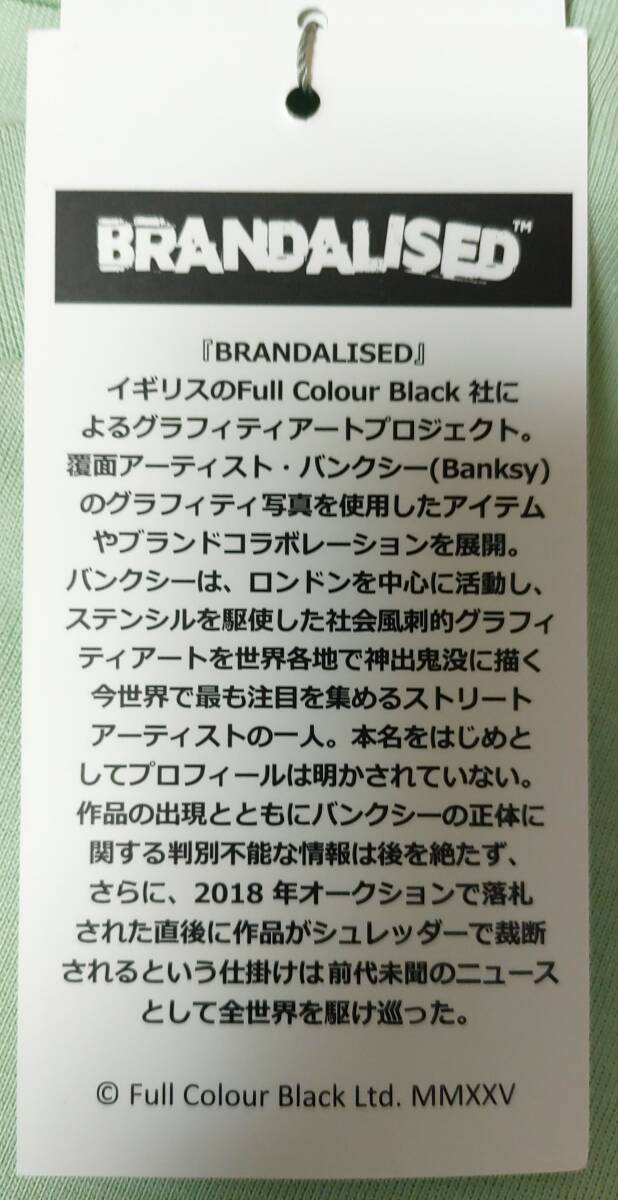 BRANDALISED™
『BRANDALISED』
イギリスのFull Colour Black 社に
よるグラフィティアートプロジェクト。
覆面アーティスト・バンクシー(Banksy)
のグラフィティ写真を使用したアイテム
やブランドコラボレーションを展開。
バンクシーは、ロンドンを中心に活動し、
ステンシルを駆使した社会風刺的グラフィ
ティアートを世界各地で神出鬼没に描く
今世界で最も注目を集めるストリート
アーティストの一人。本名をはじめと
してプロフィールは明かされていない。
作品の出現とともにバンクシーの正体に
関する判別不能な情報は後を絶たず、
さらに、2018 年オークションで落札
された直後に作品がシュレッダーで裁断
されるという仕掛けは前代未聞のニュース
として全世界を駆け巡った。
© Full Colour Black Ltd. MMXXV